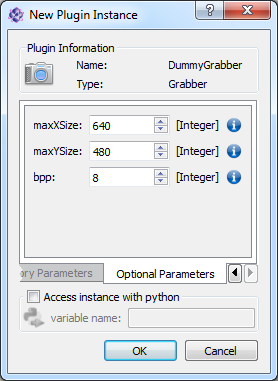 New Plugin Instance
Plugin Information
Name: DummyGrabber
Type: Grabber
maxXSize: 640 [Integer]
maxYSize: 480 [Integer]
bpp: 8 [Integer]
ory Parameters Optional Parameters
Access instance with python
variable name:
OK Cancel